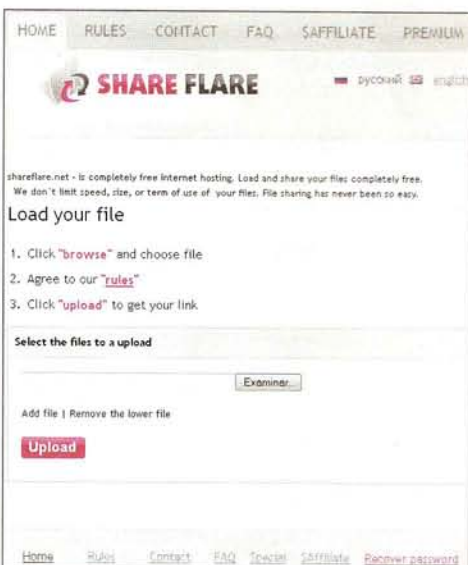 HOME RULES CONTACT FAQ $AFFILIATE PREMIUM
SHARE FLARE
русский english
shareflare.net - is completely free internet hosting. Load and share your files completely free.
We don`t limit speed, size, or term of use of your files. File sharing has never been so easy.
Load your file
1. Click "browse" and choose file
2. Agree to our "rules"
3. Click "upload" to get your link
Select the files to a upload
Examiner...
Add file | Remove the lower file
Upload
Home Rules Contact FAQ Special $Affiliate Recover password